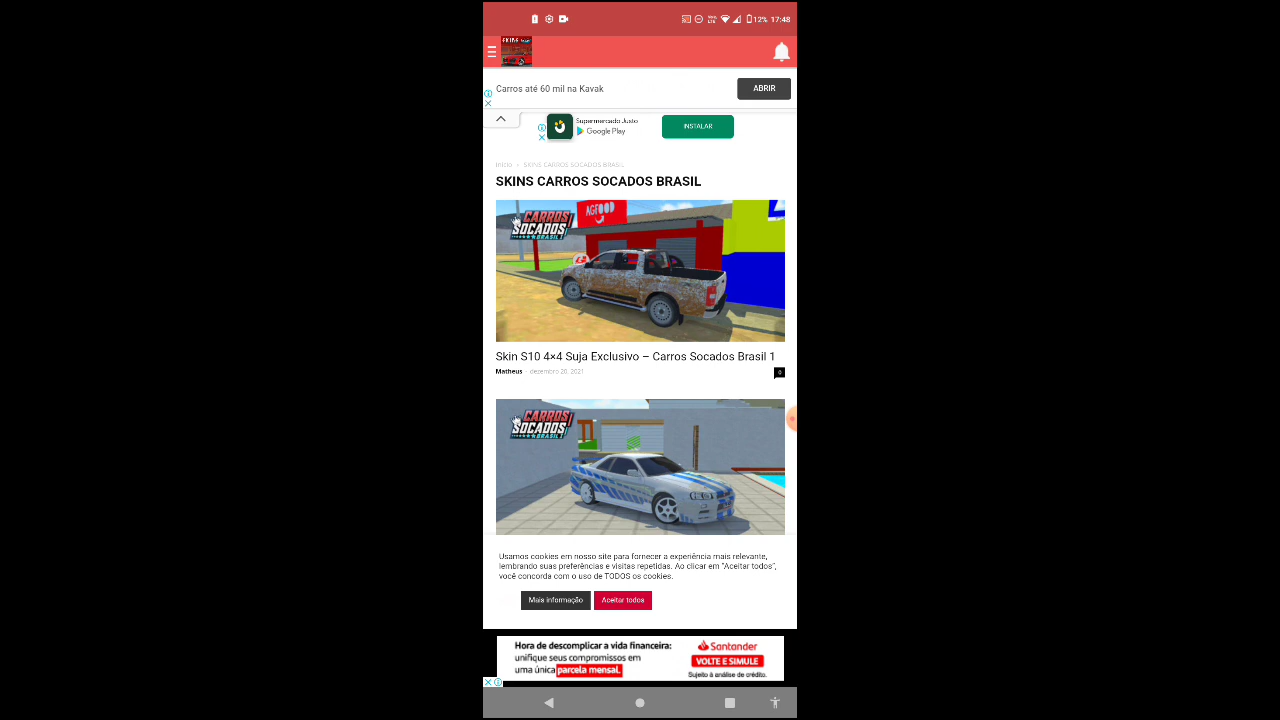 12% 17:48
Carros até 60 mil na Kavak
ABRIR
Supermercado Justo
Google Play
INSTALAR
Início › SKINS CARROS SOCADOS BRASIL
SKINS CARROS SOCADOS BRASIL
AGFOOD
CARROS
SOCADOS
BRASIL
Skin S10 4×4 Suja Exclusivo – Carros Socados Brasil 1
Matheus - dezembro 20, 2021
0
CARROS
SOCADOS
BRASIL
Usamos cookies em nosso site para fornecer a experiência mais relevante,
lembrando suas preferências e visitas repetidas. Ao clicar em "Aceitar todos",
você concorda com o uso de TODOS os cookies.
Mais informação
Aceitar todos
Hora de descomplicar a vida financeira:
unifique seus compromissos em
uma única parcela mensal.
Santander
VOLTE E SIMULE
Sujeito à análise de crédito.